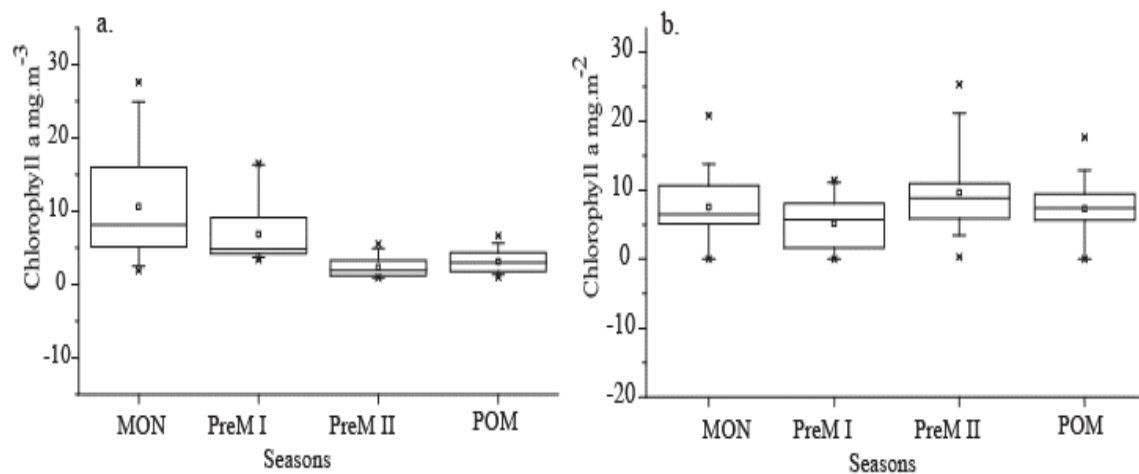 a.
Chlorophyll a mg.m-3
30
20
10
0
-10
MON PreM I PreM II POM
Seasons
b.
Chlorophyll a mg.m-2
30
20
10
0
-10
-20
MON PreM I PreM II POM
Seasons